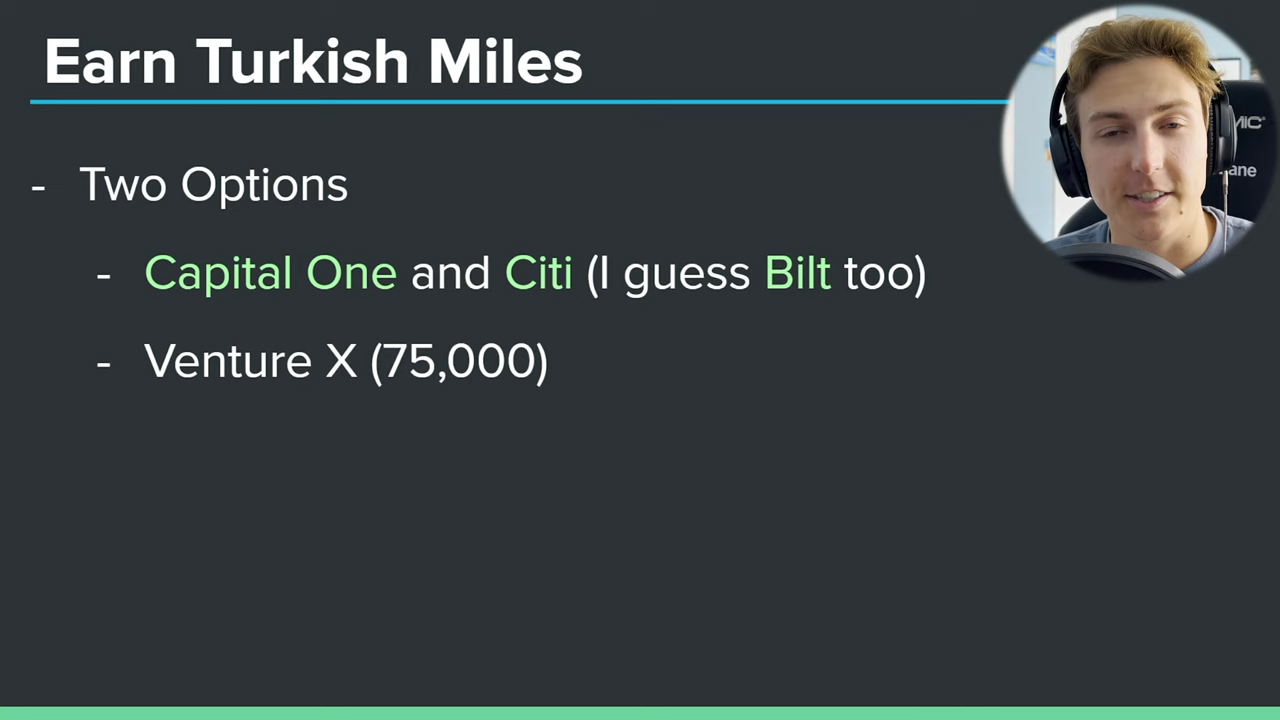 Earn Turkish Miles
- Two Options
- Capital One and Citi (I guess Bilt too)
- Venture X (75,000)